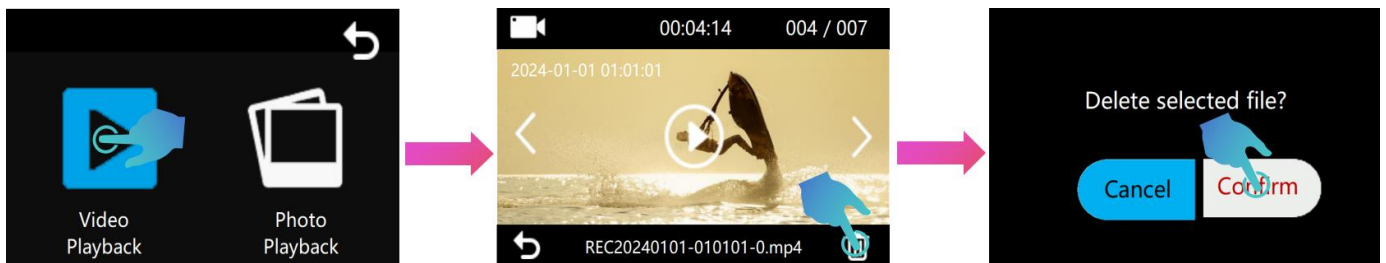 Video
Playback
Photo
Playback
00:04:14 004 / 007
2024-01-01 01:01:01
REC20240101-010101-0.mp4
Delete selected file?
Cancel Confirm